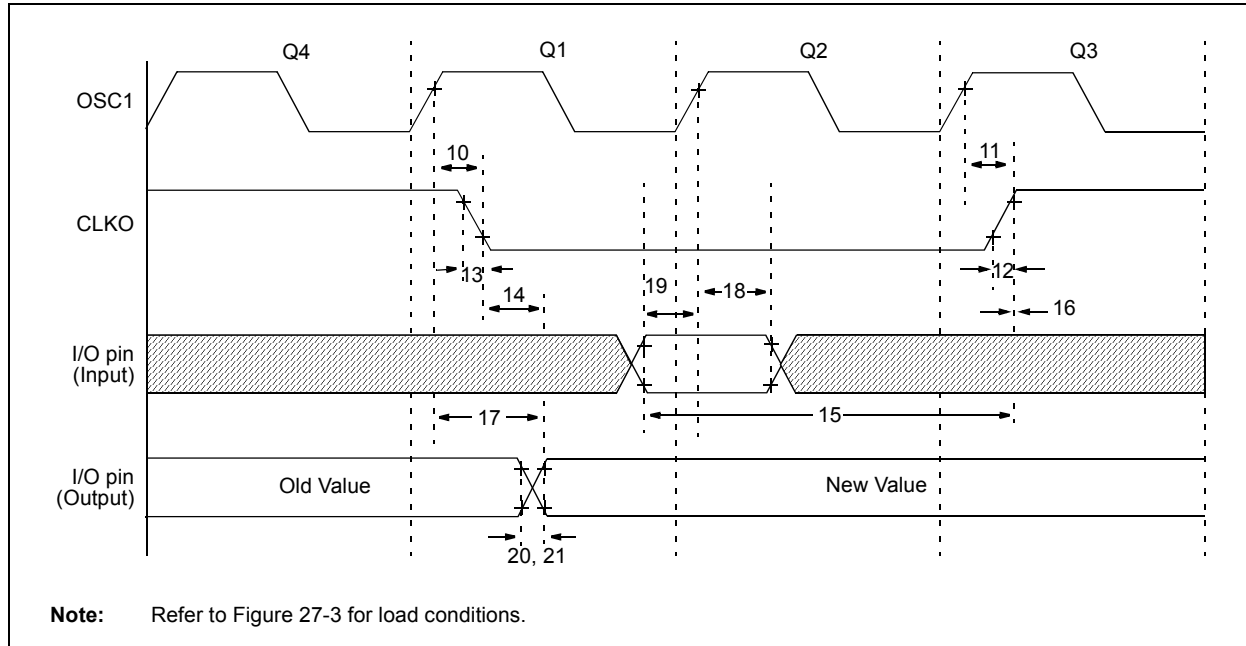 Q4 Q1 Q2 Q3
OSC1
10 11
CLKO
13 12
14 19 18 16
I/O pin
(Input)
17 15
I/O pin
(Output)
Old Value New Value
20, 21
Note: Refer to Figure 27-3 for load conditions.